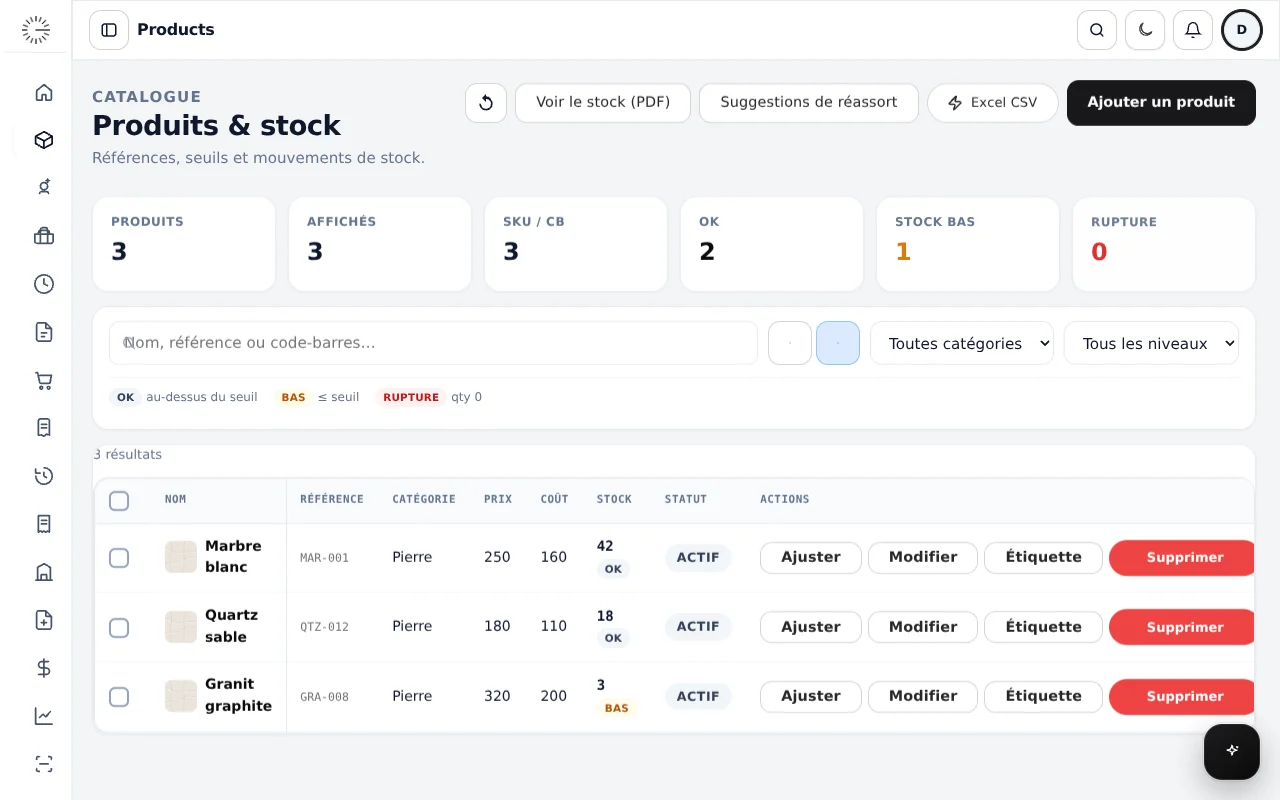 Products
D
CATALOGUE
Produits & stock
Références, seuils et mouvements de stock.
Voir le stock (PDF)
Suggestions de réassort
Excel CSV
Ajouter un produit
PRODUITS
3
AFFICHÉS
3
SKU / CB
3
OK
2
STOCK BAS
1
RUPTURE
0
Nom, référence ou code-barres…
Toutes catégories
Tous les niveaux
OK au-dessus du seuil BAS ≤ seuil RUPTURE qty 0
3 résultats
NOM RÉFÉRENCE CATÉGORIE PRIX COÛT STOCK STATUT ACTIONS
Marbre blanc MAR-001 Pierre 250 160 42 OK ACTIF Ajuster Modifier Étiquette Supprimer
Quartz sable QTZ-012 Pierre 180 110 18 OK ACTIF Ajuster Modifier Étiquette Supprimer
Granit graphite GRA-008 Pierre 320 200 3 BAS ACTIF Ajuster Modifier Étiquette Supprimer